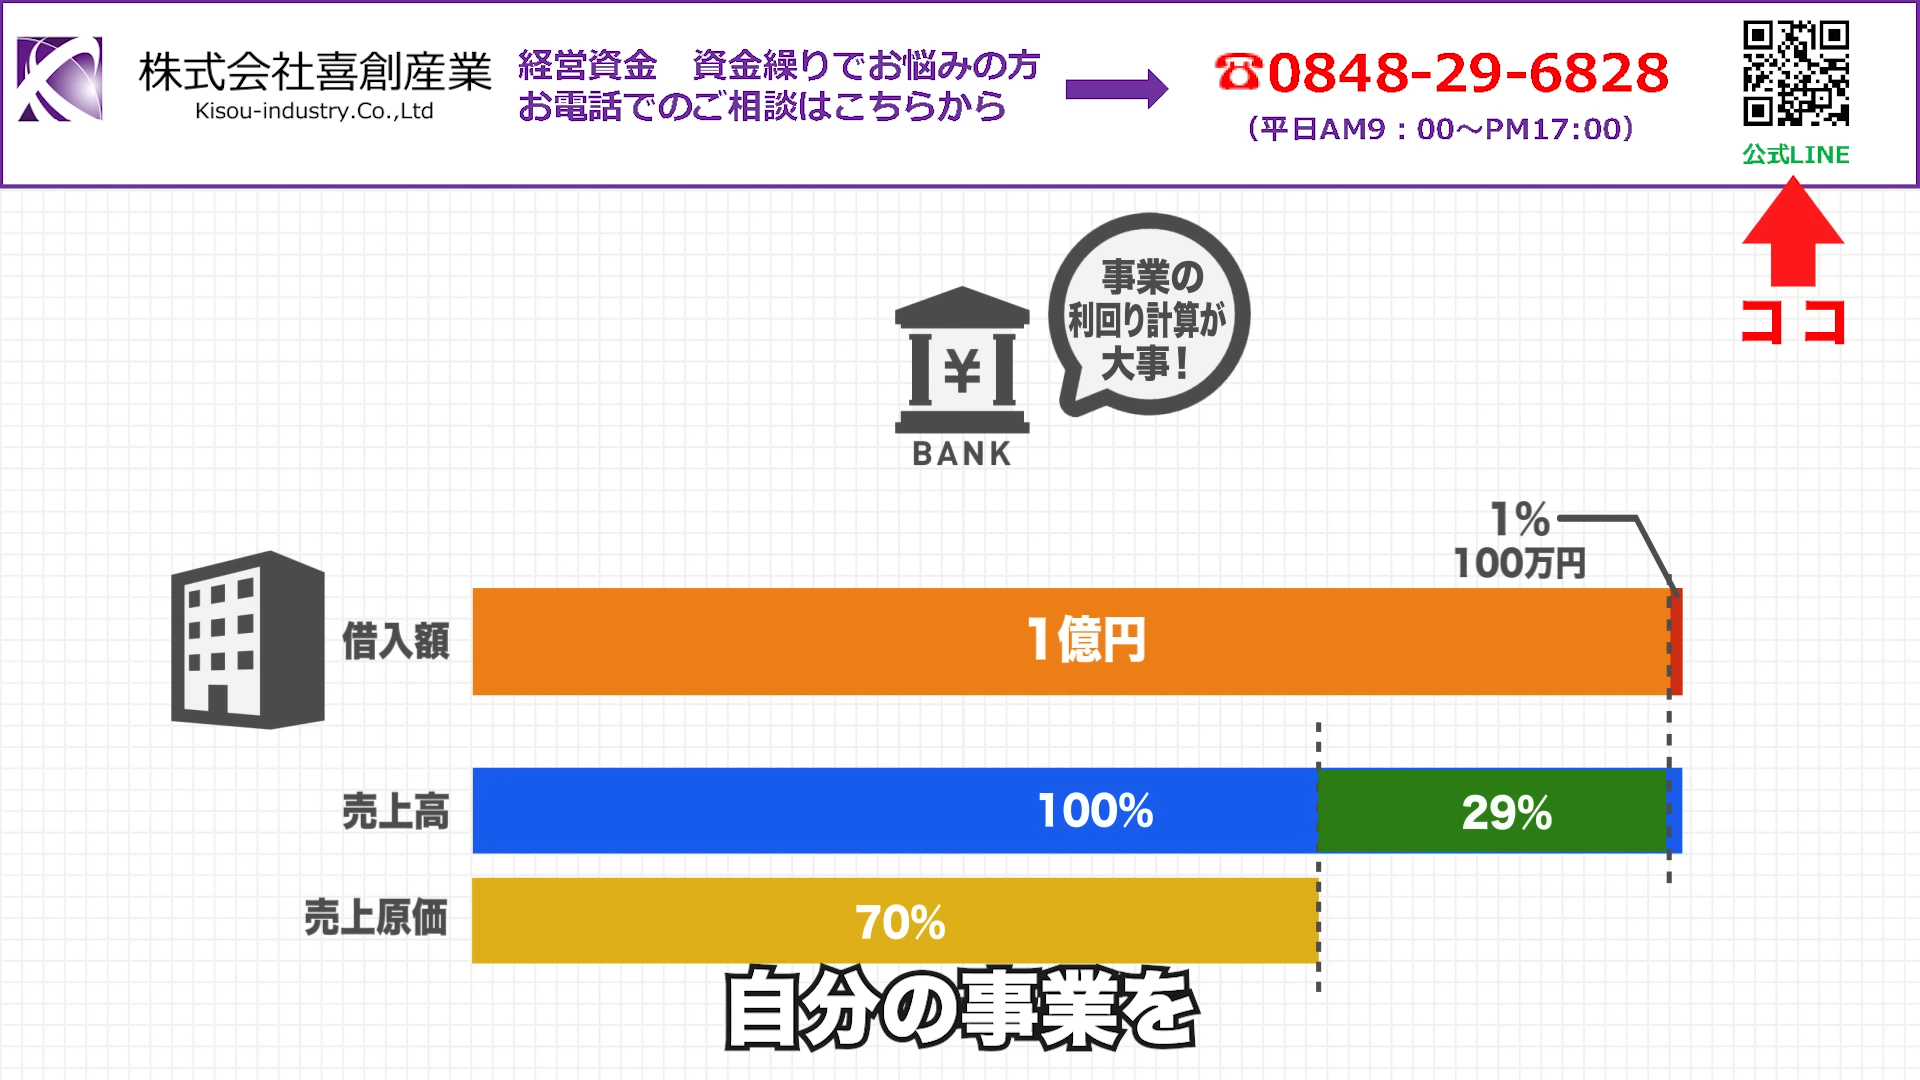 株式会社喜創産業
Kisou-industry.Co.,Ltd
経営資金　資金繰りでお悩みの方
お電話でのご相談はこちらから
☎0848-29-6828
（平日AM9：00～PM17:00）
公式LINE
ココ
事業の
利回り計算が
大事！
¥
BANK
1%
100万円
借入額
1億円
売上高
100%
29%
売上原価
70%
自分の事業を